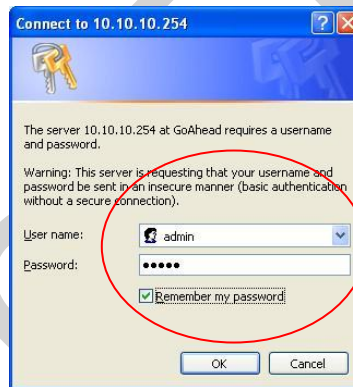 Connect to 10.10.10.254
The server 10.10.10.254 at GoAhead requires a username
and password.
Warning: This server is requesting that your username and
password be sent in an insecure manner (basic authentication
without a secure connection).
User name:
admin
Password:
•••••
Remember my password
OK
Cancel